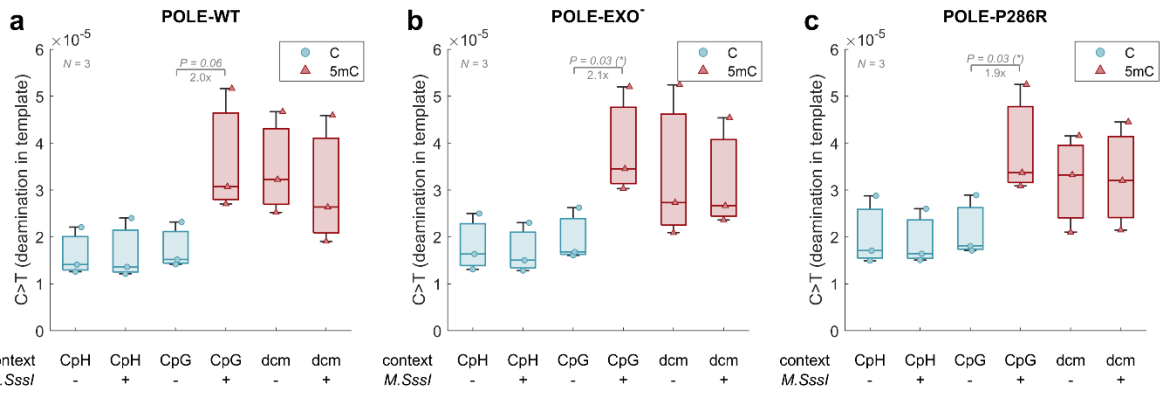 a
POLE-WT
×10⁻⁵
C>T (deamination in template)
6
5
4
3
2
1
0
N = 3
P = 0.06
2.0x
C
5mC
context CpH CpH CpG CpG dcm dcm
.SssI - + - + - +
b
POLE-EXO⁻
×10⁻⁵
C>T (deamination in template)
6
5
4
3
2
1
0
N = 3
P = 0.03 (*)
2.1x
C
5mC
context CpH CpH CpG CpG dcm dcm
M.SssI - + - + - +
c
POLE-P286R
×10⁻⁵
C>T (deamination in template)
6
5
4
3
2
1
0
N = 3
P = 0.03 (*)
1.9x
C
5mC
context CpH CpH CpG CpG dcm dcm
M.SssI - + - + - +